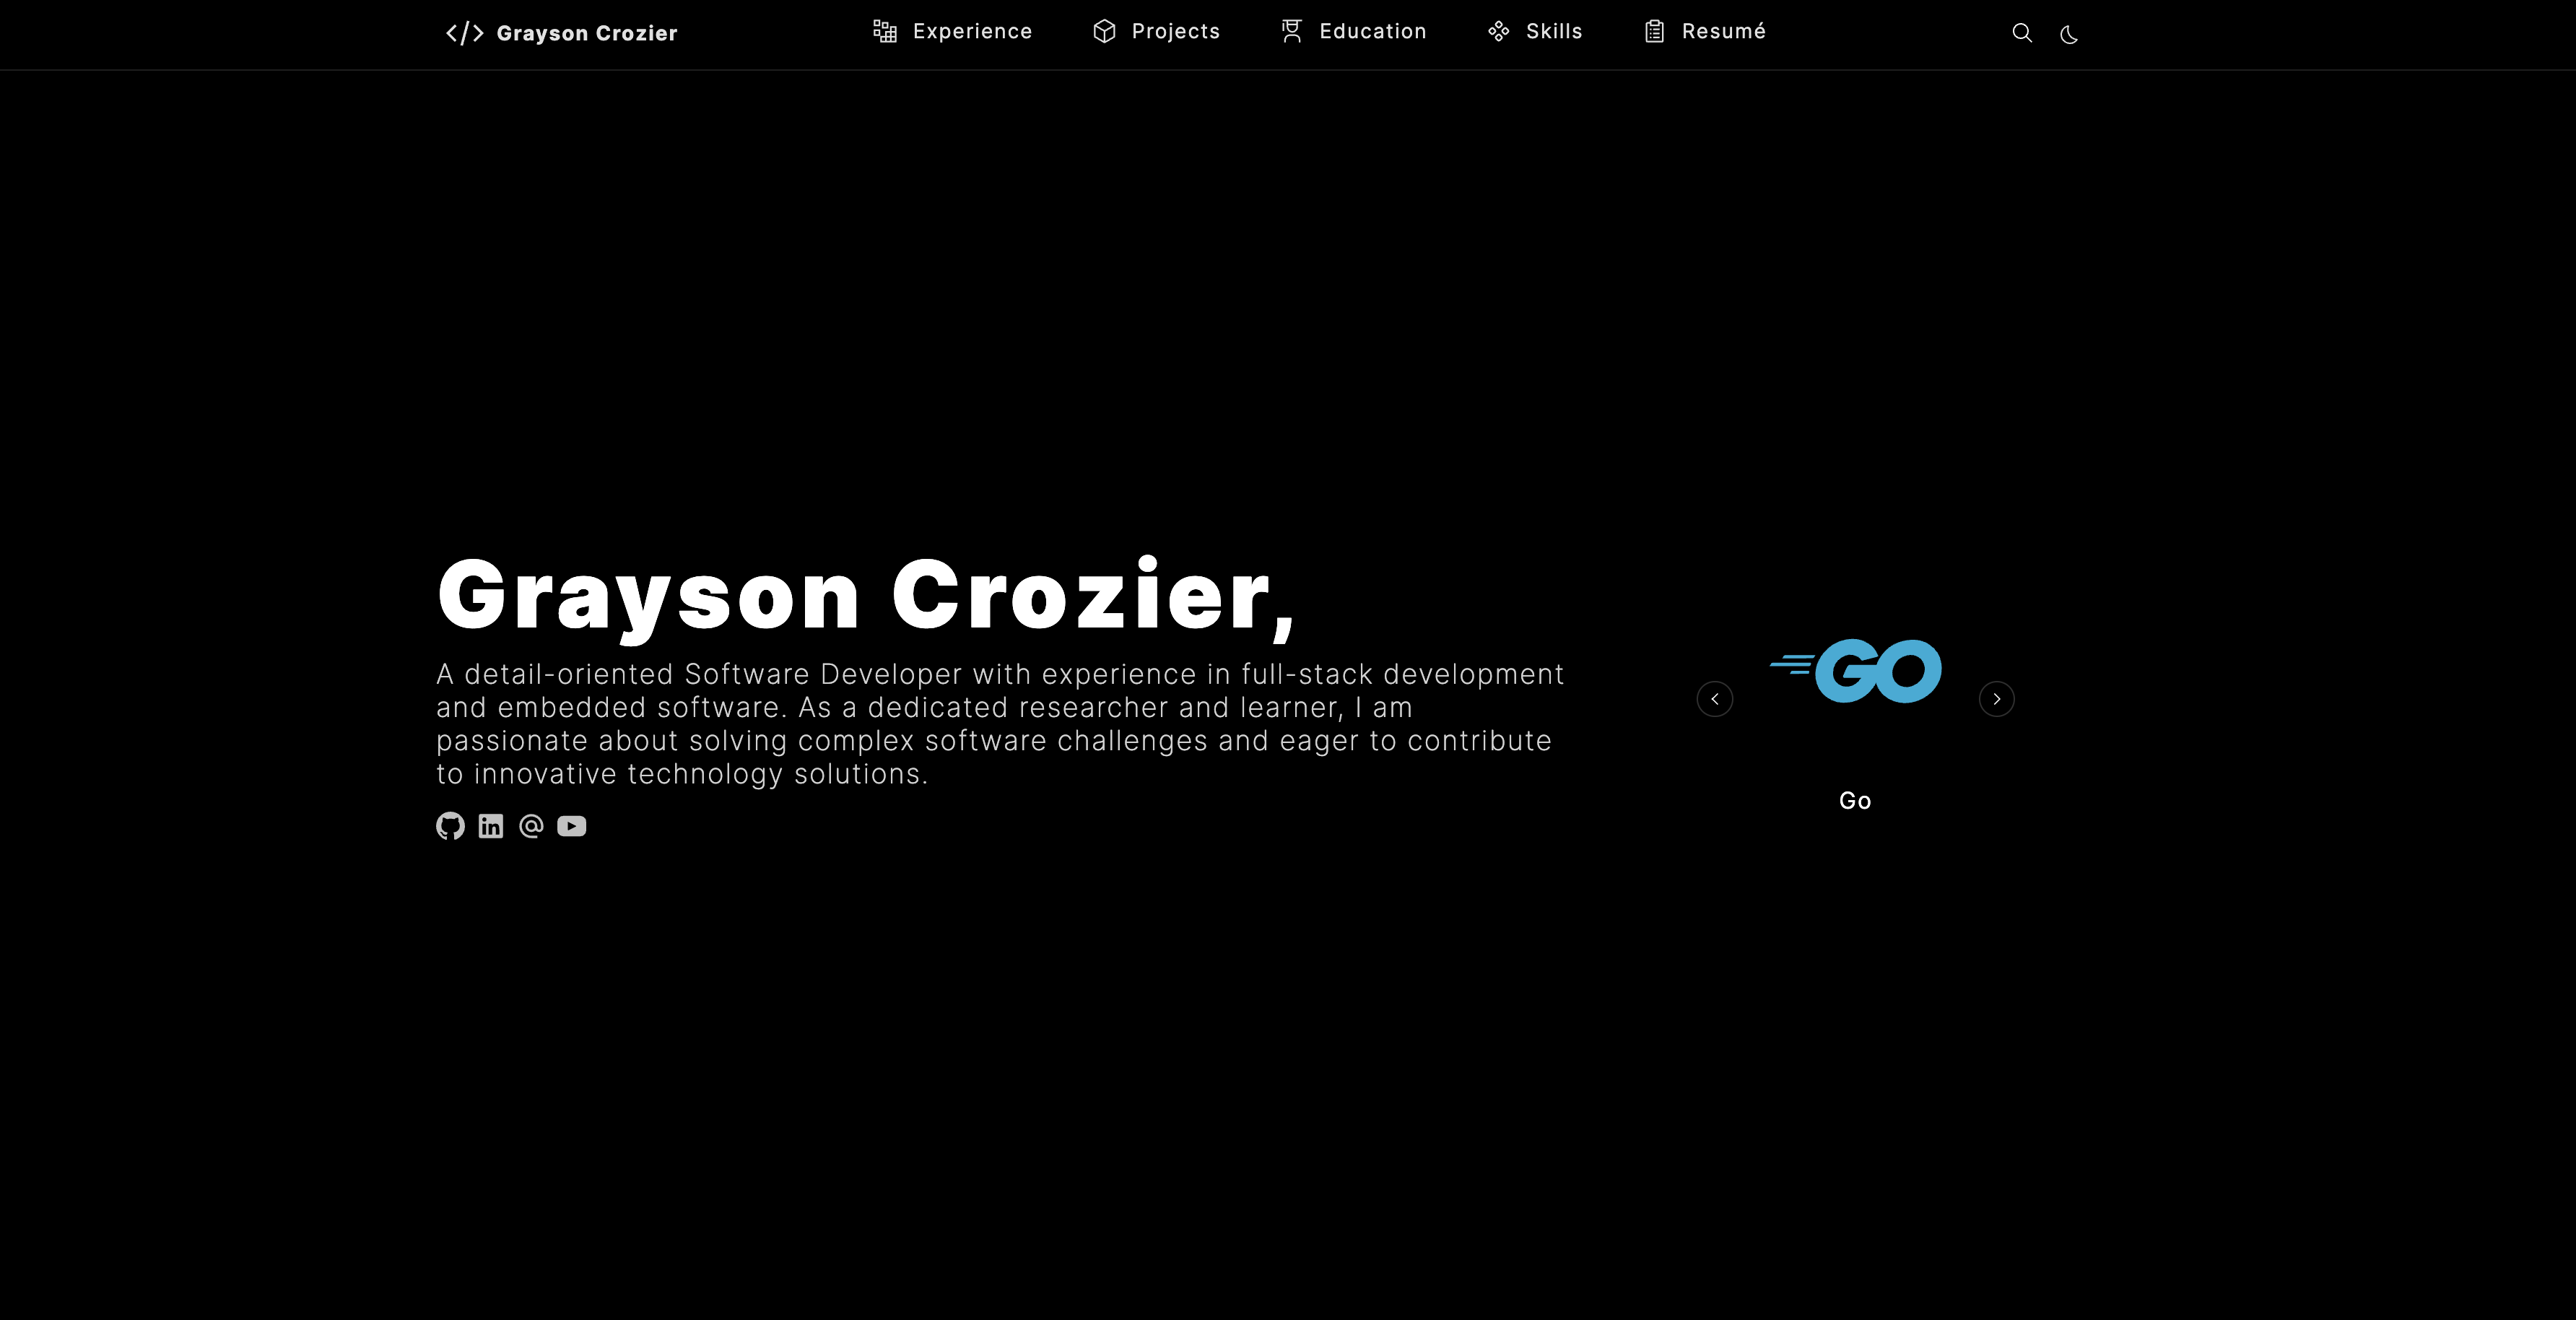 </> Grayson Crozier
Experience
Projects
Education
Skills
Resumé
Grayson Crozier,
A detail-oriented Software Developer with experience in full-stack development
and embedded software. As a dedicated researcher and learner, I am
passionate about solving complex software challenges and eager to contribute
to innovative technology solutions.
in @
GO
Go